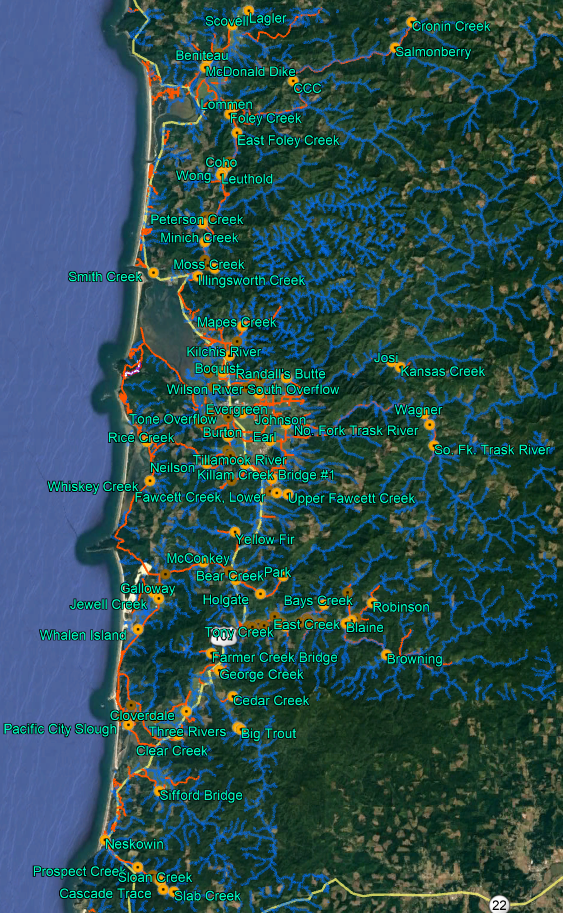 Lagler
Scovell
Cronin Creek
Salmonberry
Beniteau
McDonald Dike
CCC
Lommen
Foley Creek
East Foley Creek
Coho
Wong
Leuthold
Peterson Creek
Minich Creek
Moss Creek
Smith Creek
Illingsworth Creek
Mapes Creek
Kilchis River
Josi
Boquist
Randall's Butte
Kansas Creek
Wilson River South Overflow
Evergreen
Wagner
Tone Overflow
Johnson
Burton
Earl
No. Fork Trask River
Rice Creek
So. Fk. Trask River
Tillamook River
Neilson
Killam Creek Bridge #1
Whiskey Creek
Fawcett Creek, Lower
Upper Fawcett Creek
Yellow Fir
McConkey
Bear Creek
Park
Galloway
Jewell Creek
Holgate
Bays Creek
Robinson
East Creek
Blaine
Whalen Island
Tony Creek
Farmer Creek Bridge
Browning
George Creek
Cedar Creek
Cloverdale
Pacific City Slough
Three Rivers
Big Trout
Clear Creek
Sifford Bridge
Neskowin
Prospect Creek
Sloan Creek
Cascade Trace
Slab Creek
22